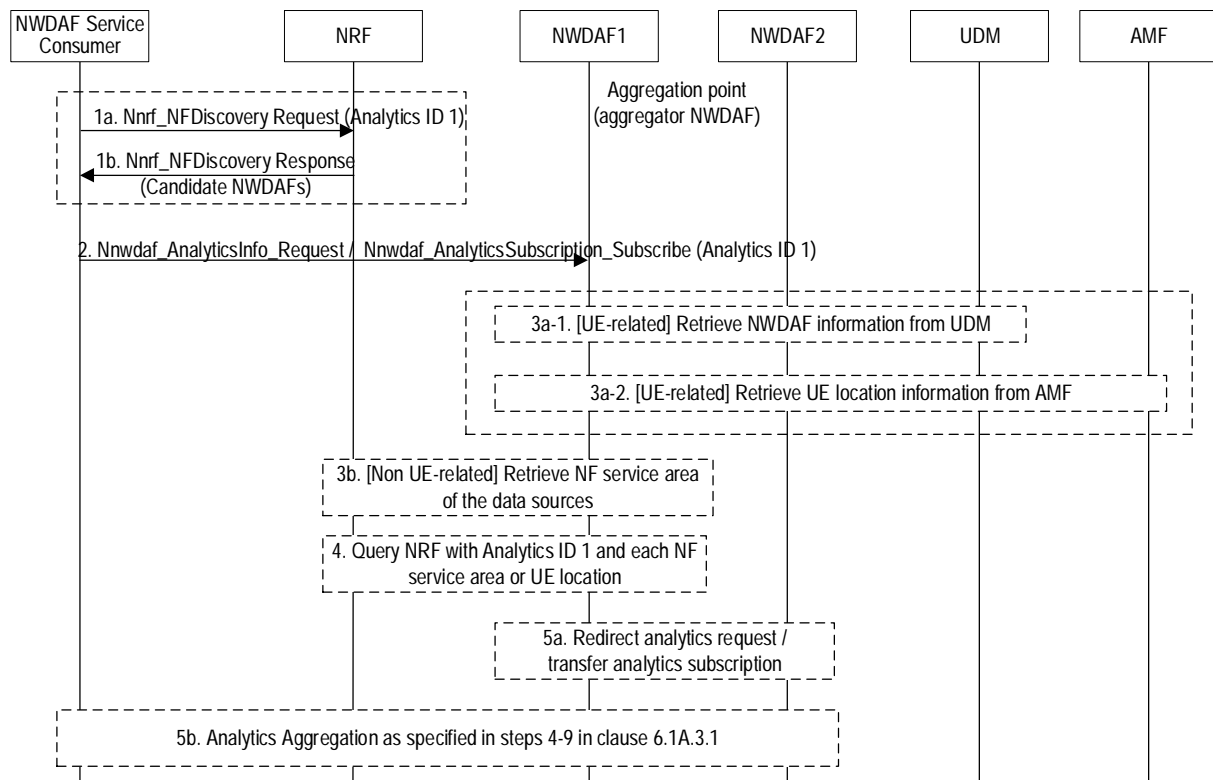 NWDAF Service
Consumer
NRF
NWDAF1
NWDAF2
UDM
AMF
Aggregation point
(aggregator NWDAF)
1a. Nnrf_NFDiscovery Request (Analytics ID 1)
1b. Nnrf_NFDiscovery Response
(Candidate NWDAFs)
2. Nnwdaf_AnalyticsInfo_Request / Nnwdaf_AnalyticsSubscription_Subscribe (Analytics ID 1)
3a-1. [UE-related] Retrieve NWDAF information from UDM
3a-2. [UE-related] Retrieve UE location information from AMF
3b. [Non UE-related] Retrieve NF service area
of the data sources
4. Query NRF with Analytics ID 1 and each NF
service area or UE location
5a. Redirect analytics request /
transfer analytics subscription
5b. Analytics Aggregation as specified in steps 4-9 in clause 6.1A.3.1